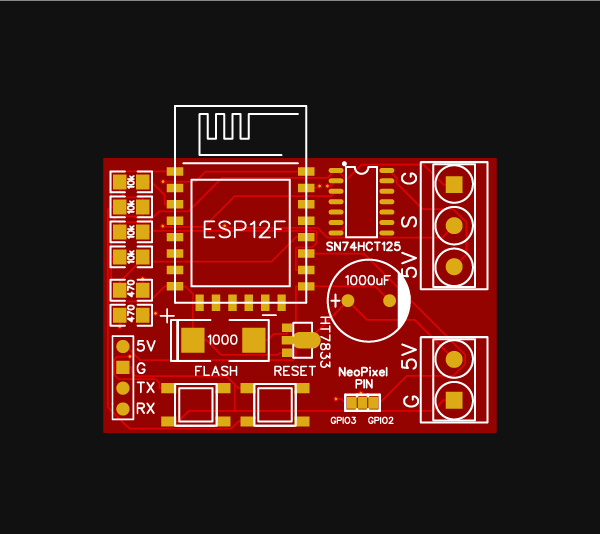 10k
10k
10k
10k
470
470
ESP12F
SN74HCT125
G
S
5V
1000uF
+
+
−
1000
HT7833
FLASH
RESET
5V
G
TX
RX
NeoPixel
PIN
GPIO3
GPIO2
5V
G